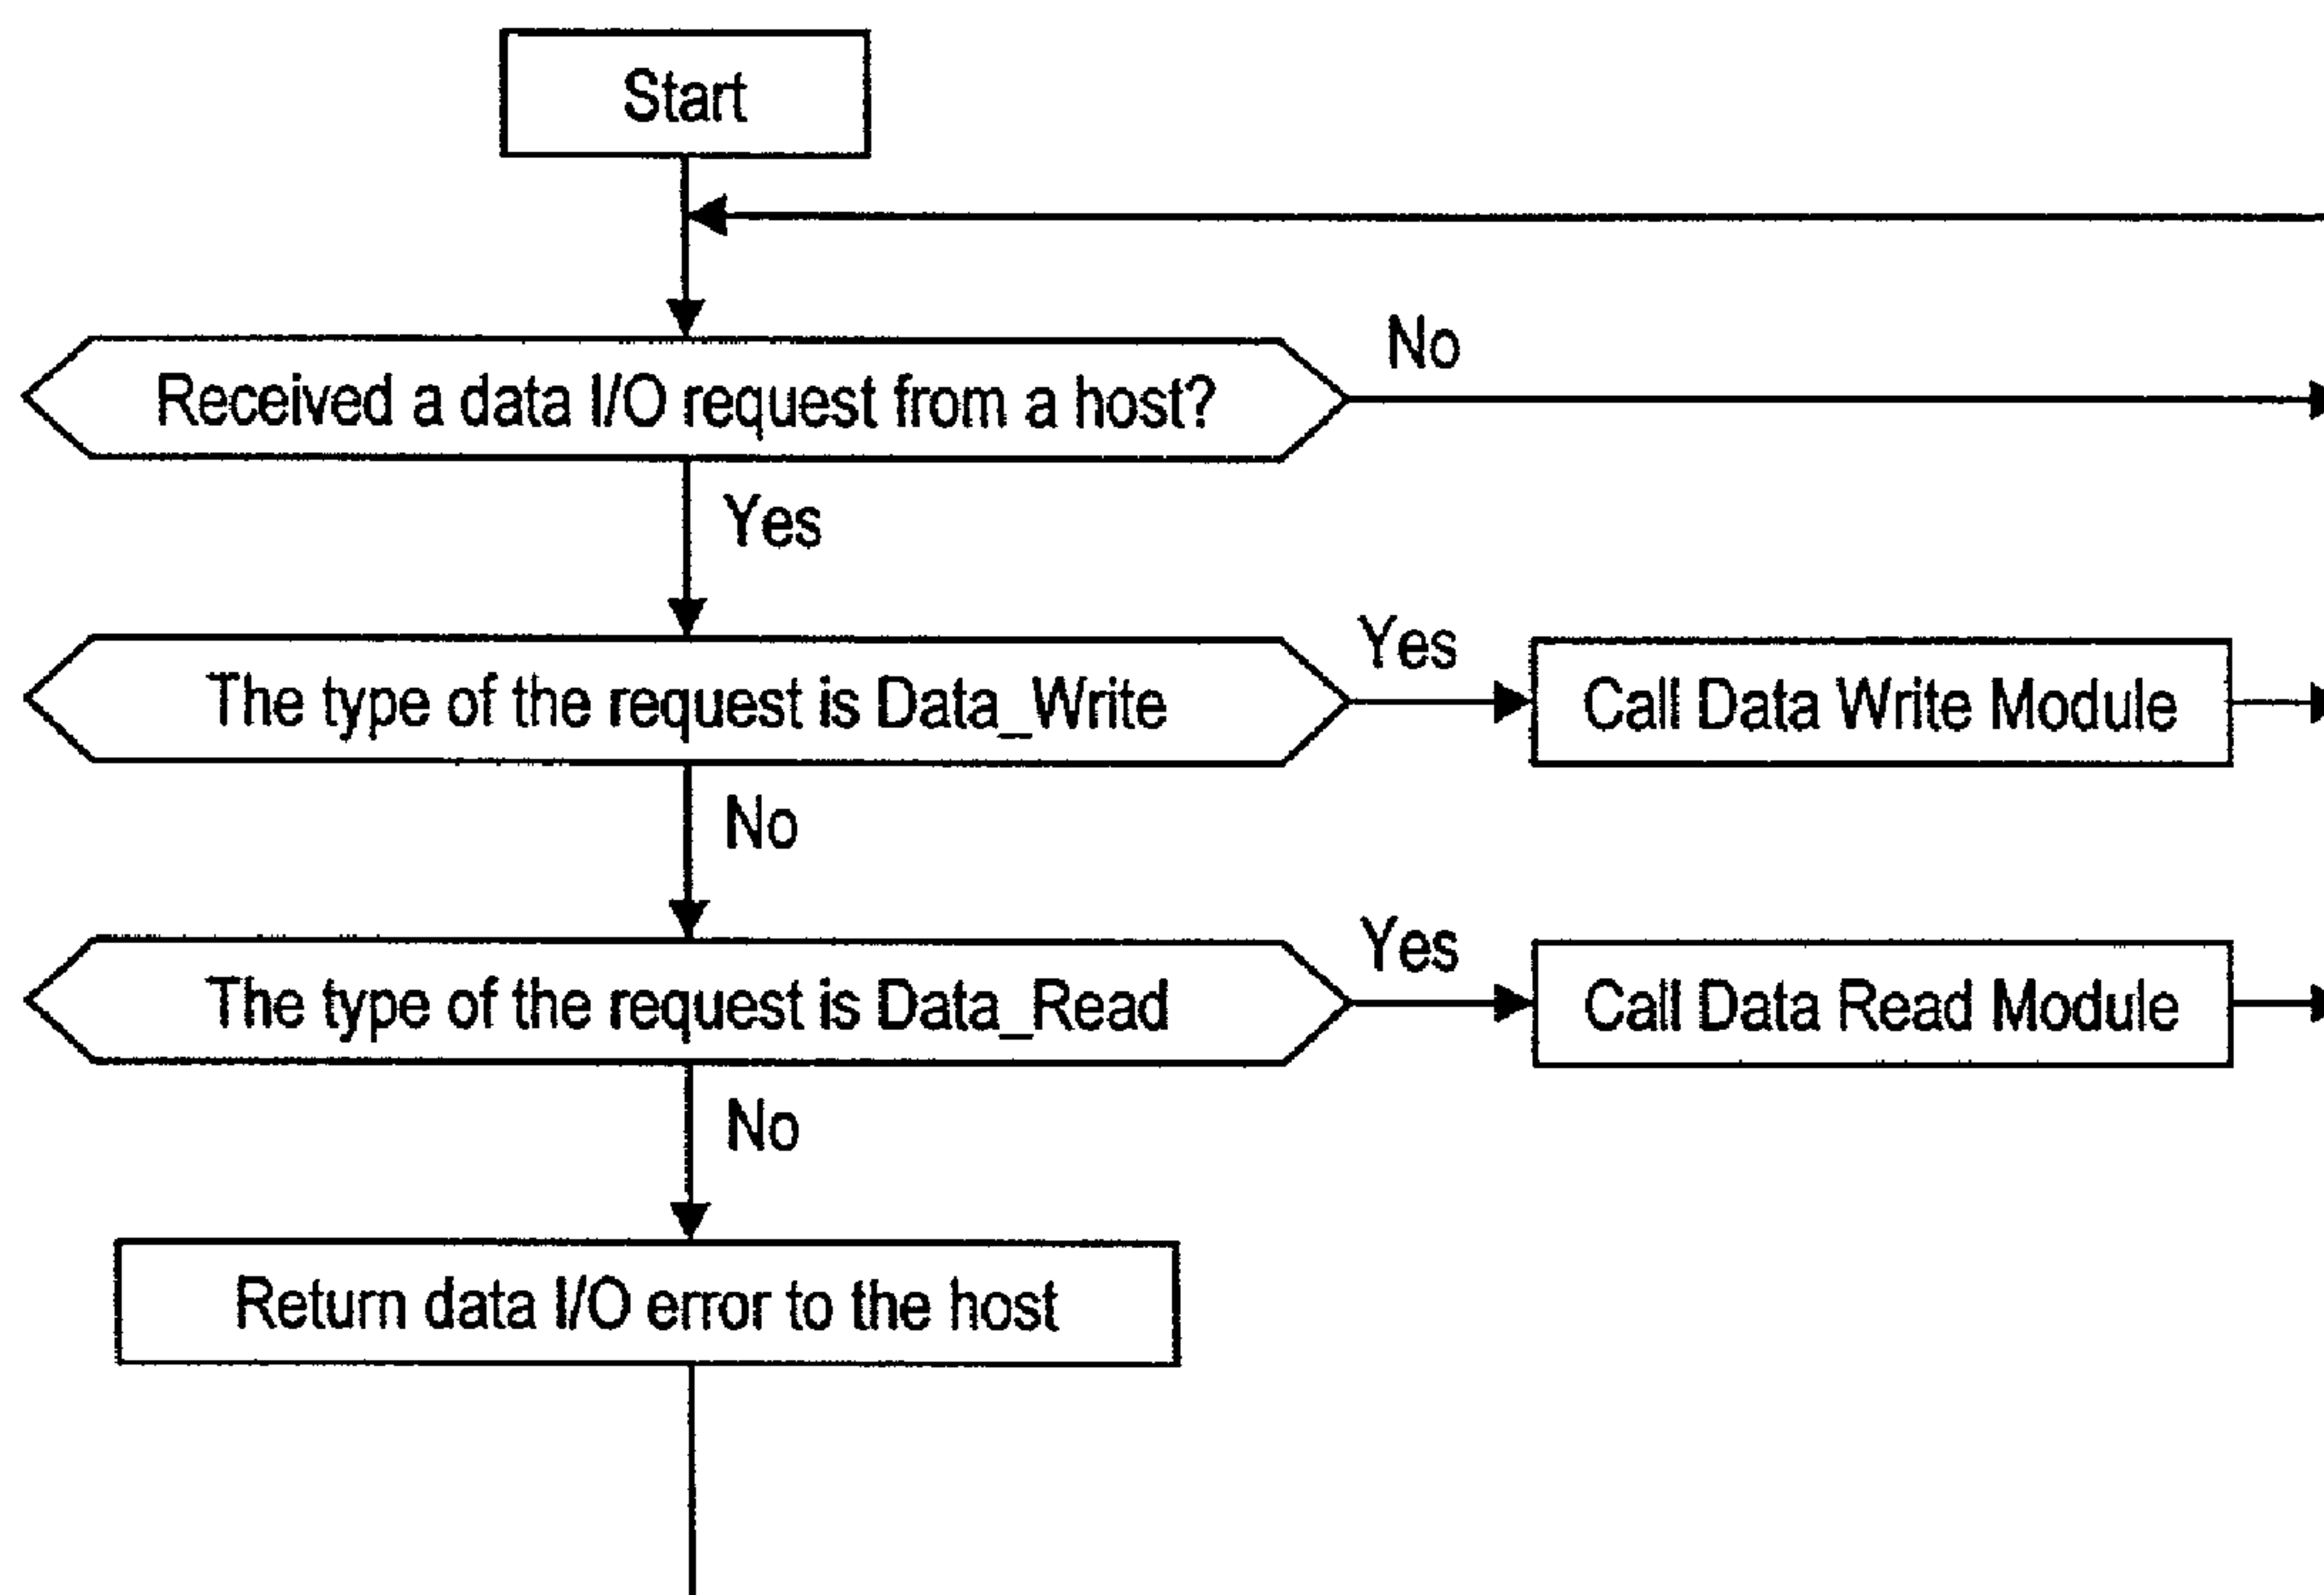 Start
Received a data I/O request from a host?
No
Yes
The type of the request is Data_Write
Yes
Call Data Write Module
No
The type of the request is Data_Read
Yes
Call Data Read Module
No
Return data I/O error to the host